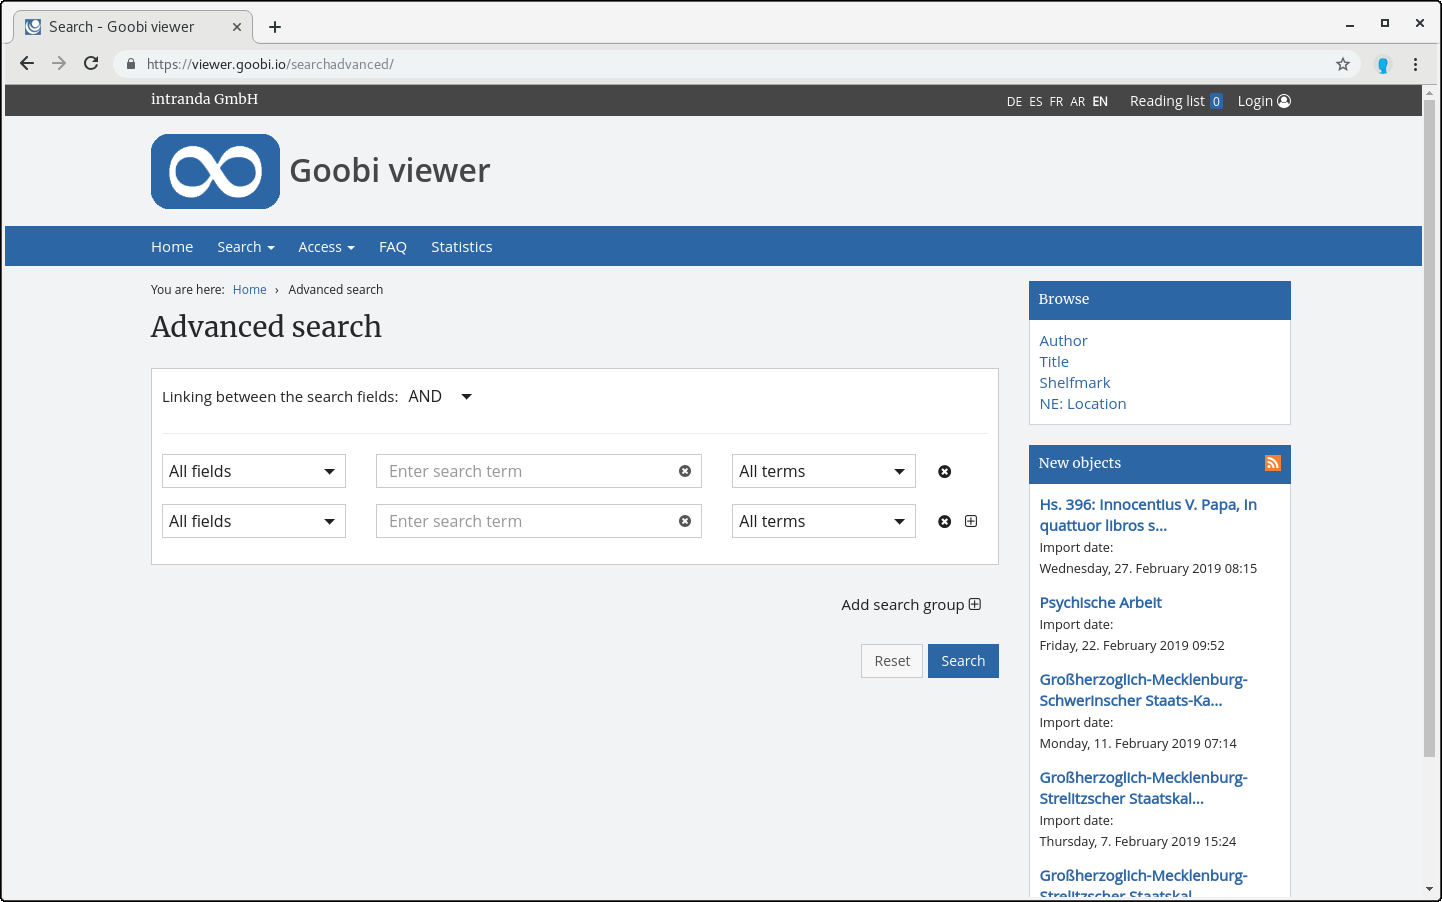 Search - Goobi viewer
https://viewer.goobi.io/searchadvanced/
intranda GmbH
DE ES FR AR EN Reading list 0 Login
Goobi viewer
Home Search Access FAQ Statistics
You are here: Home › Advanced search
Advanced search
Linking between the search fields: AND
All fields Enter search term All terms
All fields Enter search term All terms
Add search group
Reset Search
Browse
Author
Title
Shelfmark
NE: Location
New objects
Hs. 396: Innocentius V. Papa, In
quattuor libros s...
Import date:
Wednesday, 27. February 2019 08:15
Psychische Arbeit
Import date:
Friday, 22. February 2019 09:52
Großherzoglich-Mecklenburg-
Schwerinscher Staats-Ka...
Import date:
Monday, 11. February 2019 07:14
Großherzoglich-Mecklenburg-
Strelitzscher Staatskal...
Import date:
Thursday, 7. February 2019 15:24
Großherzoglich-Mecklenburg-
Strelitzscher Staatskal